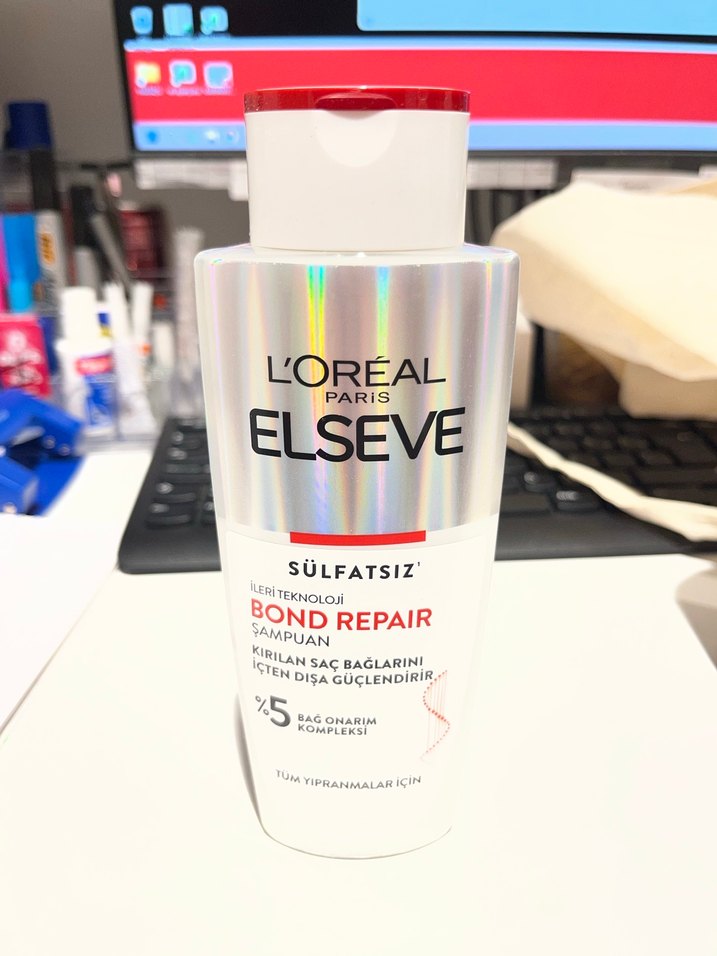 L'ORÉAL
PARiS
ELSEVE
SÜLFATSIZ¹
İLERİ TEKNOLOJİ
BOND REPAIR
ŞAMPUAN
KIRILAN SAÇ BAĞLARINI
İÇTEN DIŞA GÜÇLENDİRİR
%5 BAĞ ONARIM
KOMPLEKSİ
TÜM YIPRANMALAR İÇİN